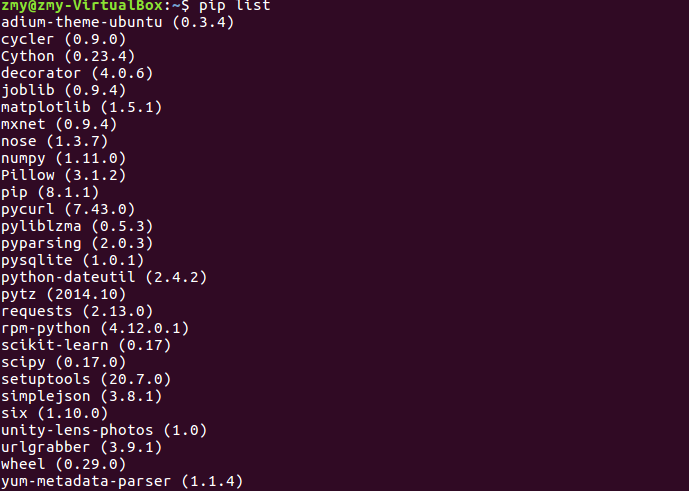 zmy@zmy-VirtualBox:~$ pip list
adium-theme-ubuntu (0.3.4)
cycler (0.9.0)
Cython (0.23.4)
decorator (4.0.6)
joblib (0.9.4)
matplotlib (1.5.1)
mxnet (0.9.4)
nose (1.3.7)
numpy (1.11.0)
Pillow (3.1.2)
pip (8.1.1)
pycurl (7.43.0)
pyliblzma (0.5.3)
pyparsing (2.0.3)
pysqlite (1.0.1)
python-dateutil (2.4.2)
pytz (2014.10)
requests (2.13.0)
rpm-python (4.12.0.1)
scikit-learn (0.17)
scipy (0.17.0)
setuptools (20.7.0)
simplejson (3.8.1)
six (1.10.0)
unity-lens-photos (1.0)
urlgrabber (3.9.1)
wheel (0.29.0)
yum-metadata-parser (1.1.4)